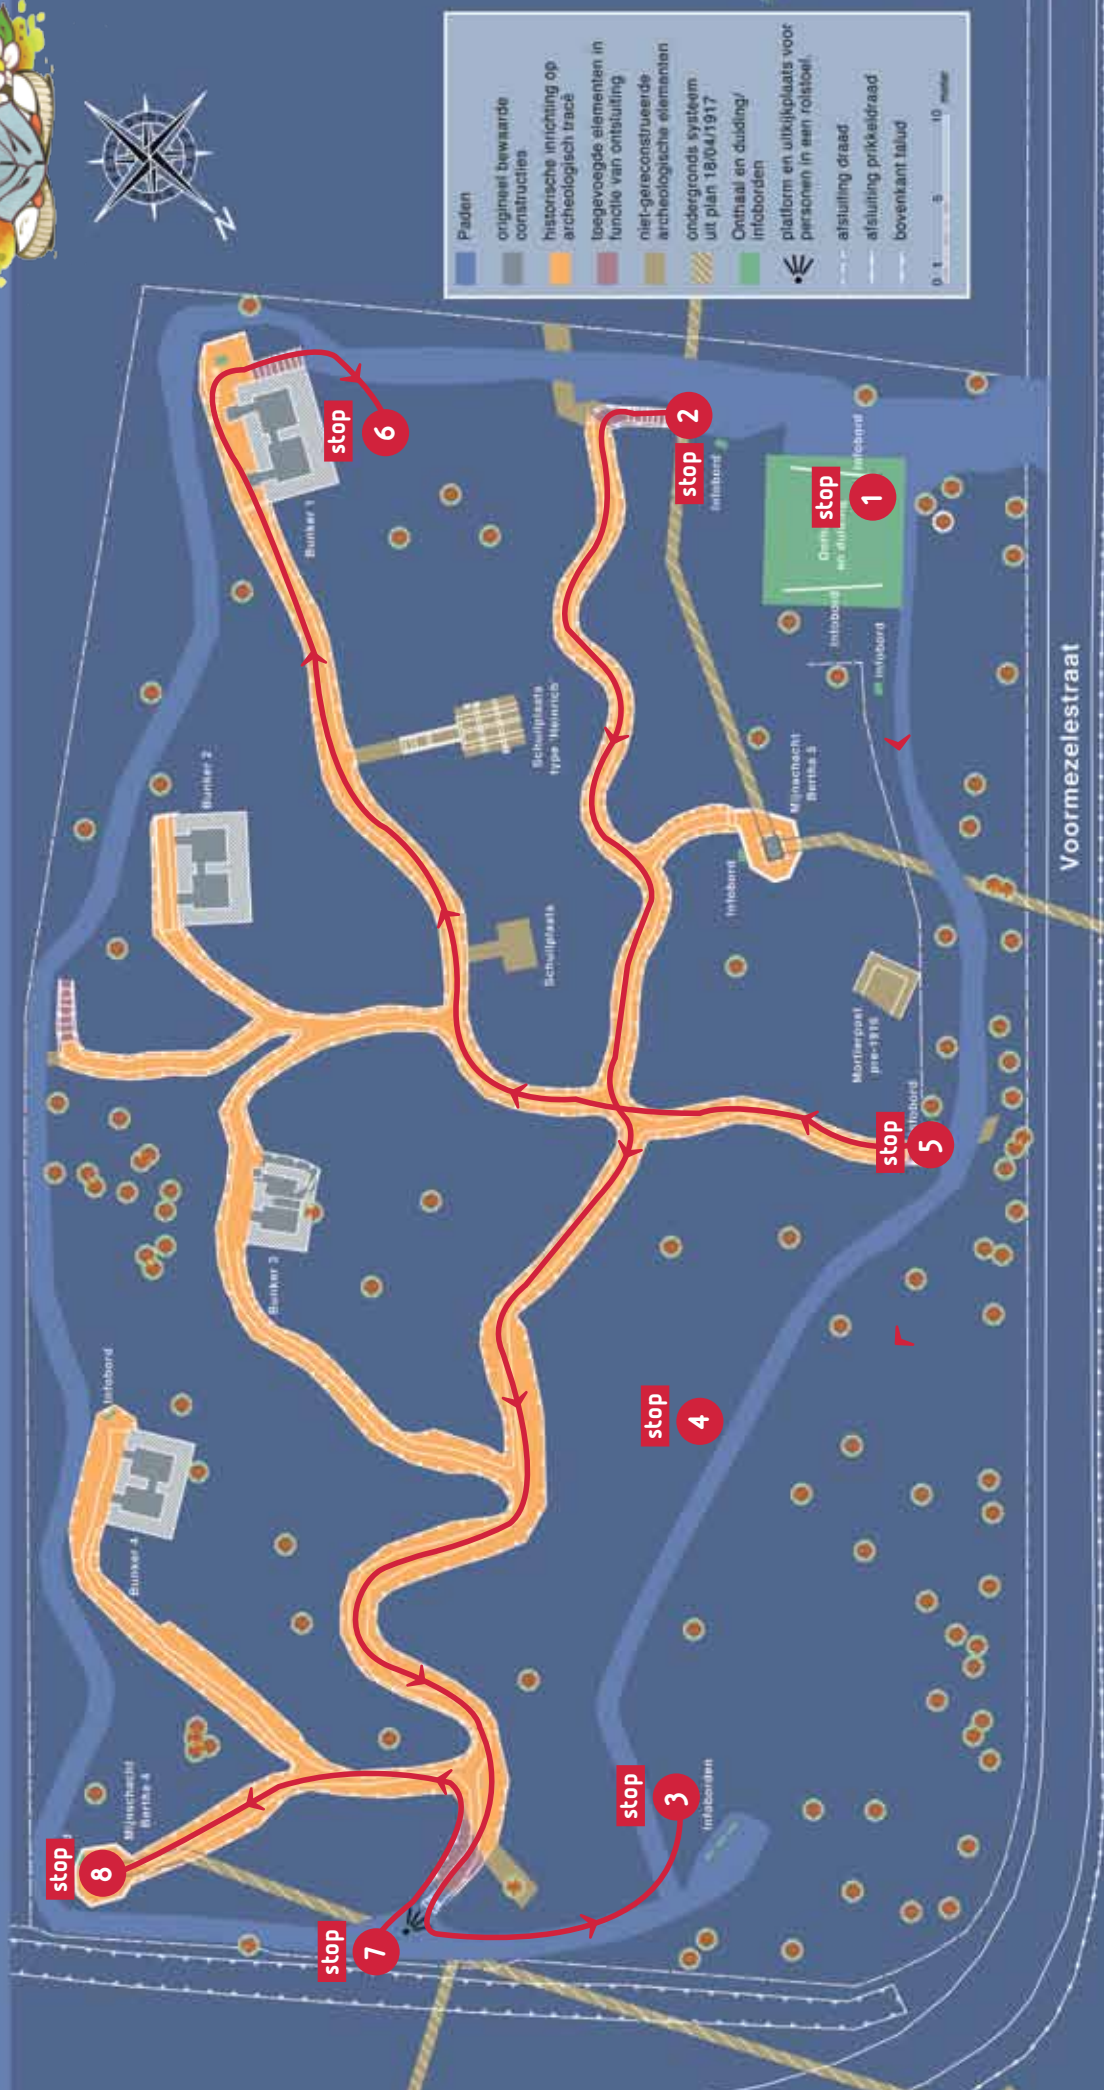 N
Paden
origineel bewaarde
constructies
historische inrichting op
archeologisch tracé
toegevoegde elementen in
functie van ontsluiting
niet-gereconstrueerde
archeologische elementen
ondergronds systeem
uit plan 18/04/1917
Onthaal en duiding/
infoborden
platform en uitkijkplaats voor
personen in een rolstoel.
afsluiting draad
afsluiting prikkeldraad
bovenkant talud
0 1 5 10
meter
stop
6
Bunker 1
stop
2
Infobord
Infobord
stop
1
en
Infobord
Infobord
Bunker 2
Schuilplaats
type 'Heinrich'
Mijnschacht
Bertha 5
Infobord
Schuilplaats
Mortierpost
pre-1916
Infobord
stop
5
Voormezelestraat
Bunker 3
Infobord
Bunker 4
stop
4
Mijnschacht
Bertha 4
stop
8
stop
3
Infoborden
stop
7